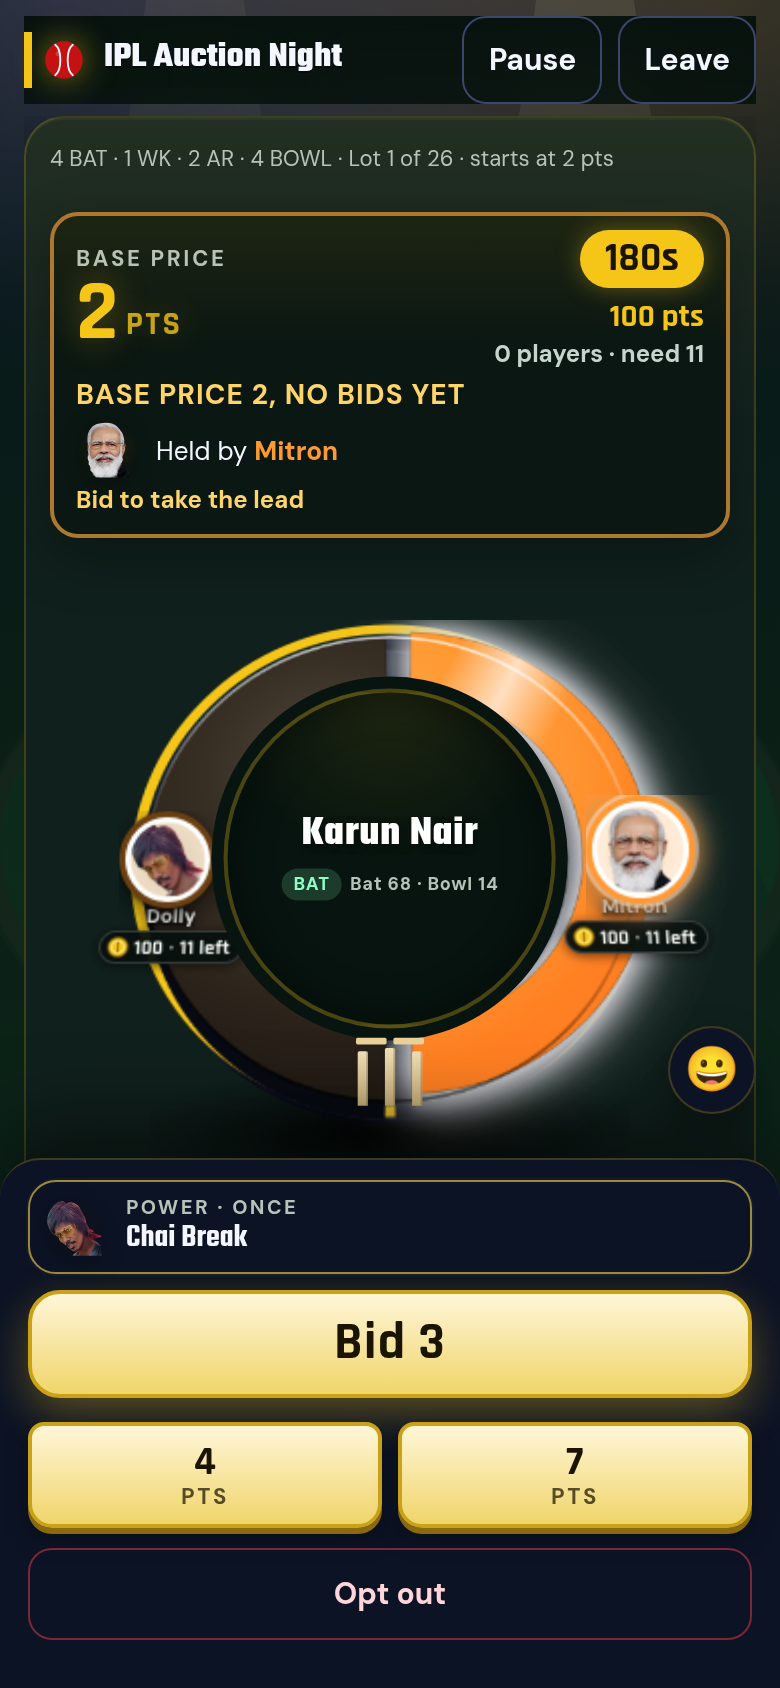 IPL Auction Night
Pause
Leave
4 BAT · 1 WK · 2 AR · 4 BOWL · Lot 1 of 26 · starts at 2 pts
BASE PRICE
180s
2 PTS
100 pts
0 players · need 11
BASE PRICE 2, NO BIDS YET
Held by Mitron
Bid to take the lead
Karun Nair
BAT Bat 68 · Bowl 14
Dolly
100 · 11 left
Mitron
100 · 11 left
POWER · ONCE
Chai Break
Bid 3
4
PTS
7
PTS
Opt out